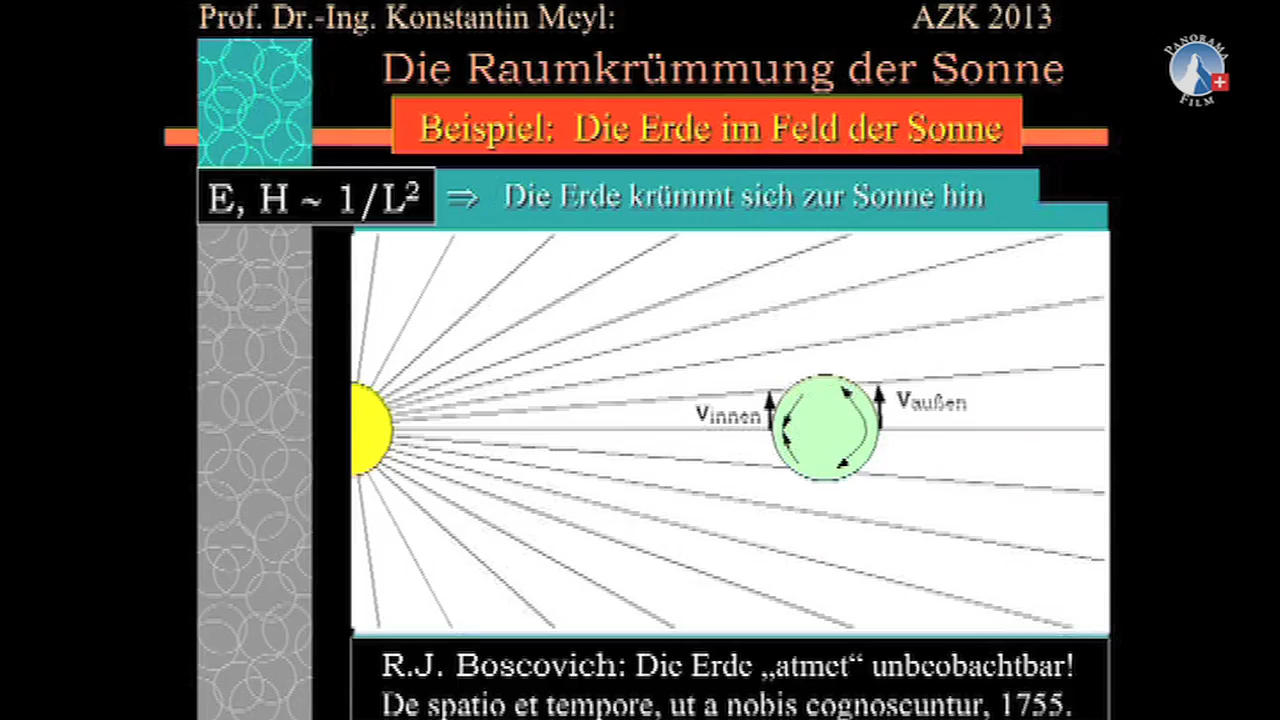 Prof. Dr.-Ing. Konstantin Meyl:
AZK 2013
PANORAMA
FILM
Die Raumkrümmung der Sonne
Beispiel: Die Erde im Feld der Sonne
E, H ~ 1/L²
⇒ Die Erde krümmt sich zur Sonne hin
vinnen
vaußen
R.J. Boscovich: Die Erde „atmet“ unbeobachtbar!
De spatio et tempore, ut a nobis cognoscuntur, 1755.